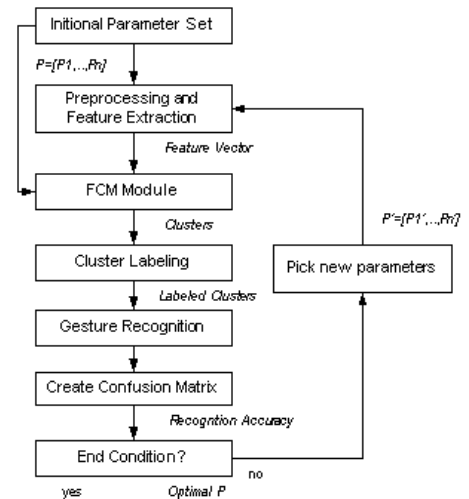 Initional Parameter Set
P=[P1,..,Pn]
Preprocessing and
Feature Extraction
Feature Vector
FCM Module
Clusters
Cluster Labeling
Labeled Clusters
Gesture Recognition
Create Confusion Matrix
Recogntion Accuracy
End Condition?
yes
Optimal P
no
Pick new parameters
P'=[P1',..,Pn']